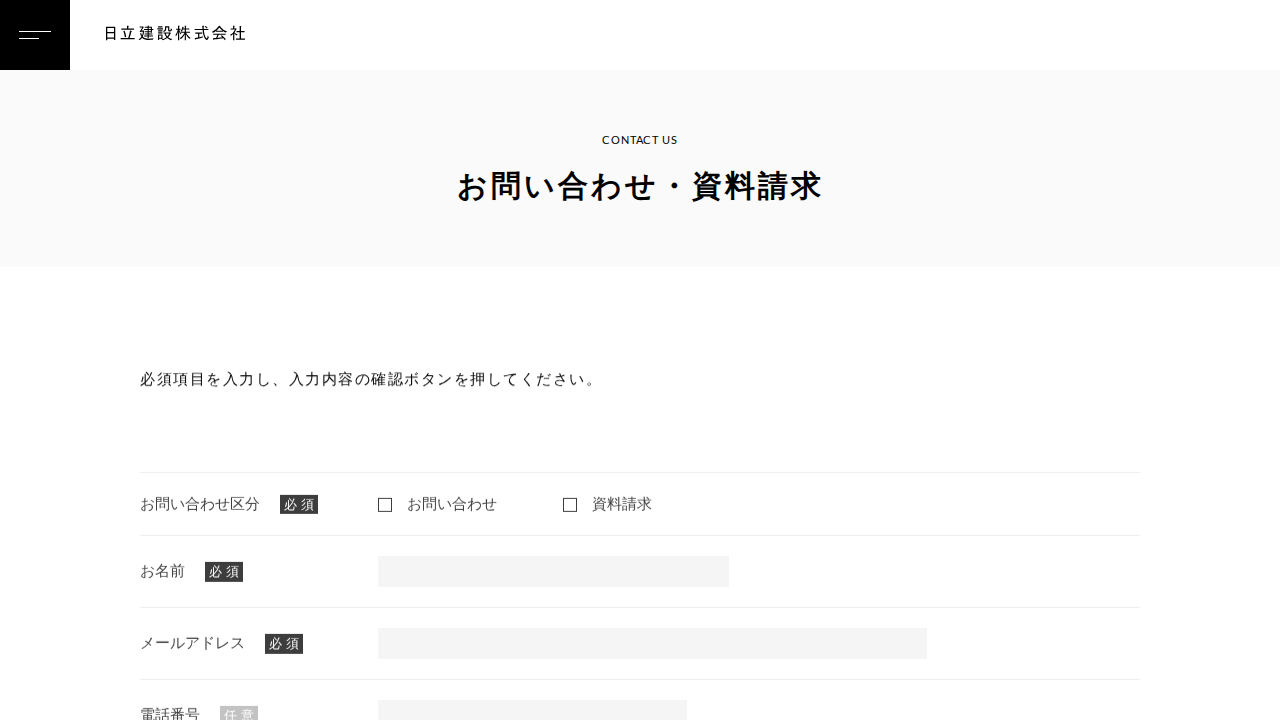 日立建設株式会社
CONTACT US
お問い合わせ・資料請求
必須項目を入力し、入力内容の確認ボタンを押してください。
お問い合わせ区分 必須 お問い合わせ 資料請求
お名前 必須
メールアドレス 必須
電話番号 任意